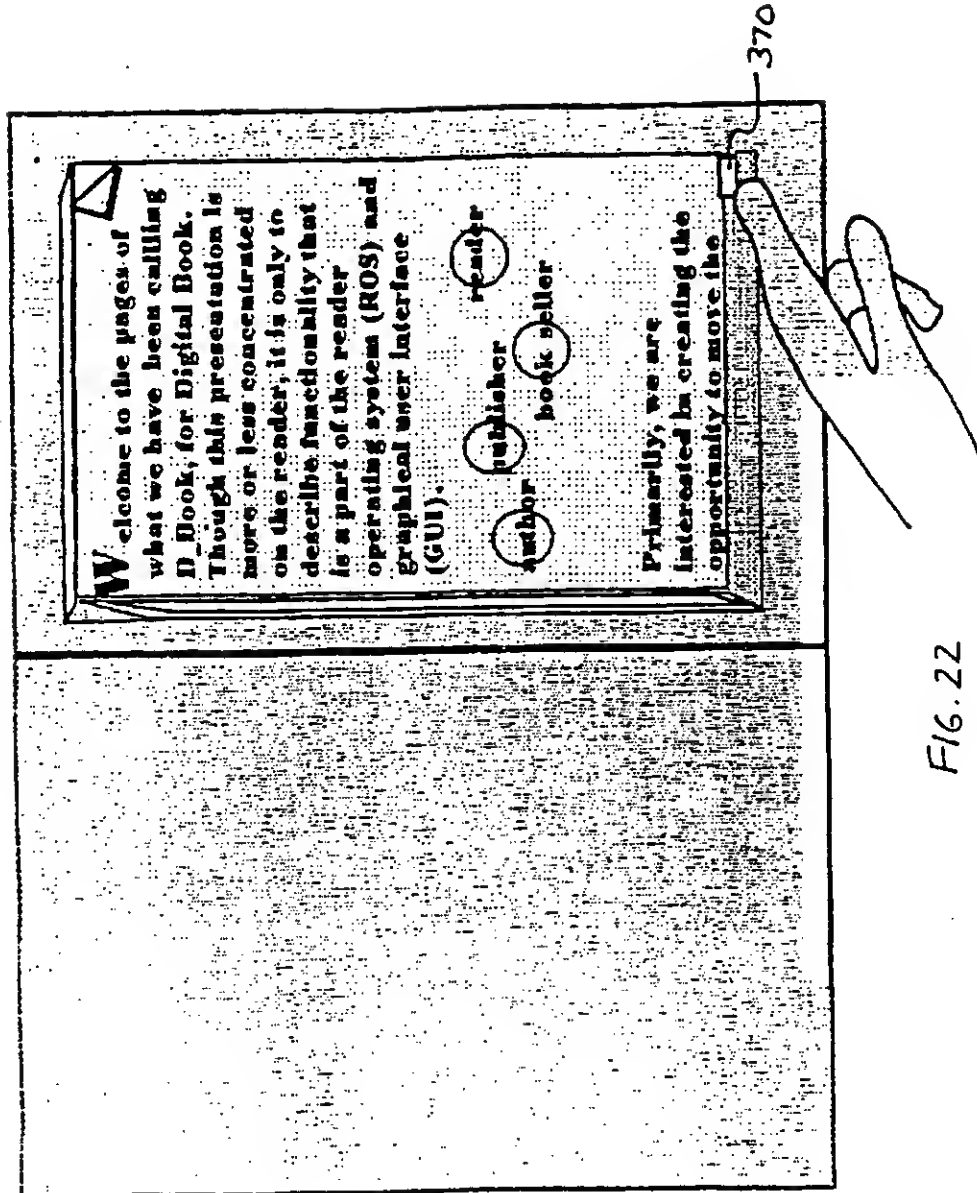 Welcome to the pages of
what we have been calling
D_Book, for Digital Book.
Though this presentation is
more or less concentrated
on the reader, it is only to
describe functionality that
is a part of the reader
operating system (ROS) and
graphical user interface
(GUI).
author publisher reader
book seller
Primarily, we are
interested in creating the
opportunity to move the
370
FIG. 22